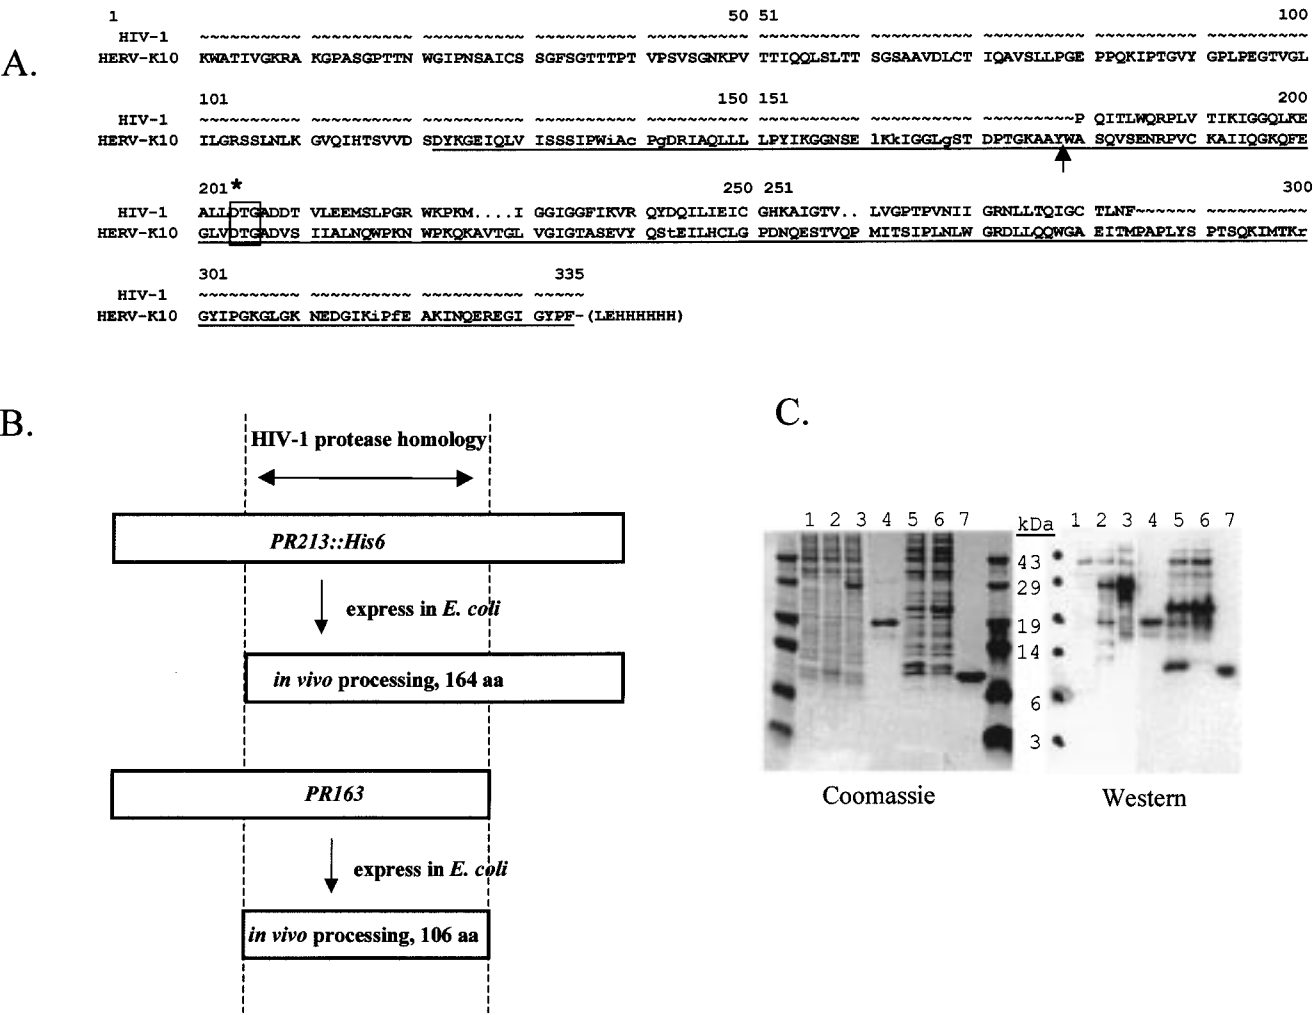 A.
1 50 51 100
HIV-1 ~~~~~~~~~~ ~~~~~~~~~~ ~~~~~~~~~~ ~~~~~~~~~~ ~~~~~~~~~~ ~~~~~~~~~~ ~~~~~~~~~~ ~~~~~~~~~~ ~~~~~~~~~~ ~~~~~~~~~~
HERV-K10 KWATIVGKRA KGPASGPTTN WGIPNSAICS SGFSGTTTPT VPSVSGNKPV TTIQQLSLTT SGSAAVDLCT IQAVSLLPGE PPQKIPTGVY GPLPEGTVGL
101 150 151 200
HIV-1 ~~~~~~~~~~ ~~~~~~~~~~ ~~~~~~~~~~ ~~~~~~~~~~ ~~~~~~~~~~ ~~~~~~~~~~ ~~~~~~~~~~ ~~~~~~~~~P QITLWQRPLV TIKIGGQLKE
HERV-K10 ILGRSSLNLK GVQIHTSVVD SDYKGEIQLV ISSSIPWiAc PgDRIAQLLL LPYIKGGNSE lKkIGGLgST DPTGKAAYWA SQVSENRPVC KAIIQGKQFE
201 * 250 251 300
HIV-1 ALLDTGADDT VLEEMSLPGR WKPKM....I GGIGGFIKVR QYDQILIEIC GHKAIGTV.. LVGPTPVNII GRNLLTQIGC TLNF~~~~~~ ~~~~~~~~~~
HERV-K10 GLVDTGADVS IIALNQWPKN WPKQKAVTGL VGIGTASEVY QStEILHCLG PDNQESTVQP MITSIPLNLW GRDLLQQWGA EITMPAPLYS PTSQKIMTKr
301 335
HIV-1 ~~~~~~~~~~ ~~~~~~~~~~ ~~~~~~~~~~ ~~~~~
HERV-K10 GYIPGKGLGK NEDGIKiPfE AKINQEREGI GYPF-(LEHHHHHH)
B.
HIV-1 protease homology
PR213::His6
express in E. coli
in vivo processing, 164 aa
PR163
express in E. coli
in vivo processing, 106 aa
C.
1 2 3 4 5 6 7 kDa 1 2 3 4 5 6 7
43
29
19
14
6
3
Coomassie Western